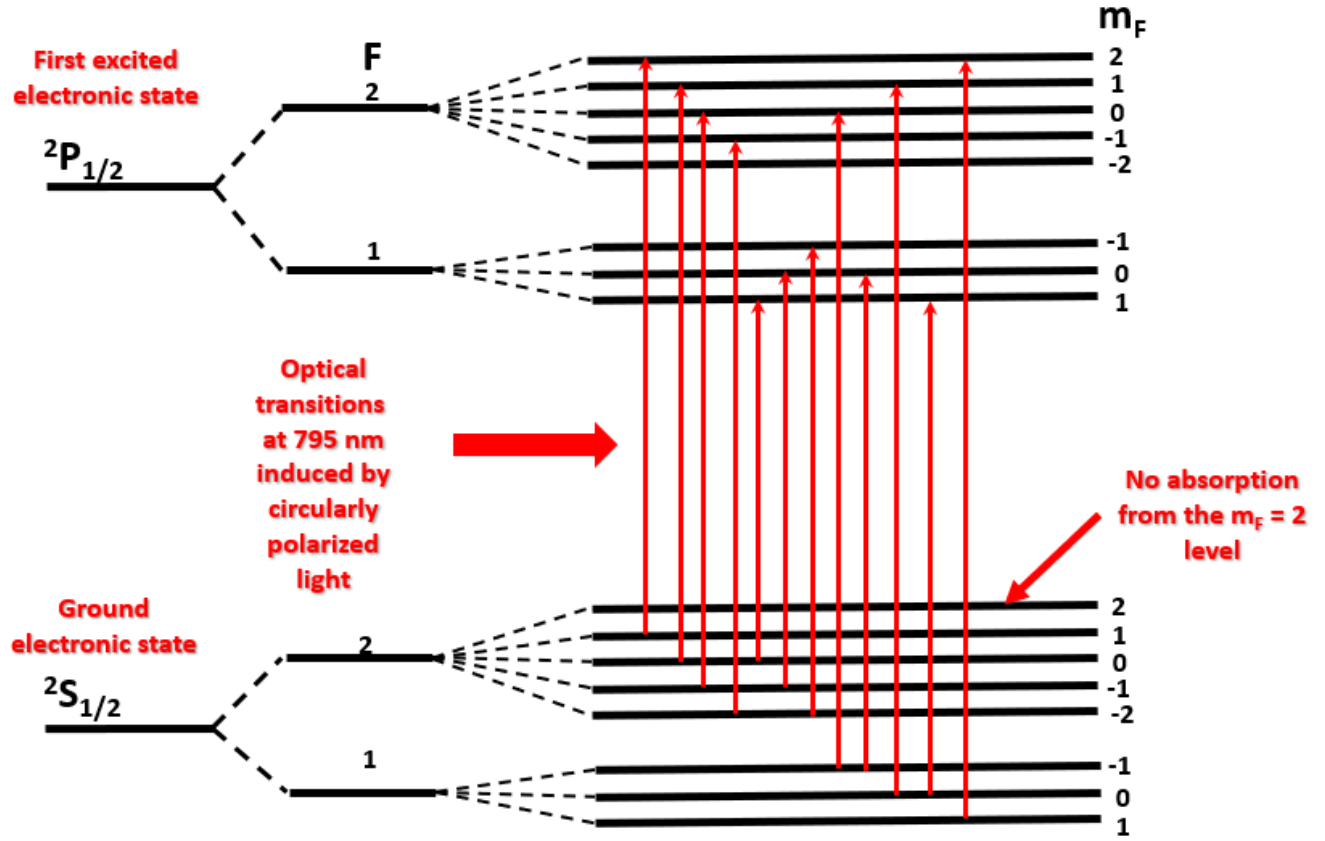 m_F
First excited
electronic state
F
2
2
1
0
-1
-2
²P₁/₂
1
-1
0
1
Optical
transitions
at 795 nm
induced by
circularly
polarized
light
No absorption
from the m_F = 2
level
Ground
electronic state
2
2
1
0
-1
-2
²S₁/₂
1
-1
0
1